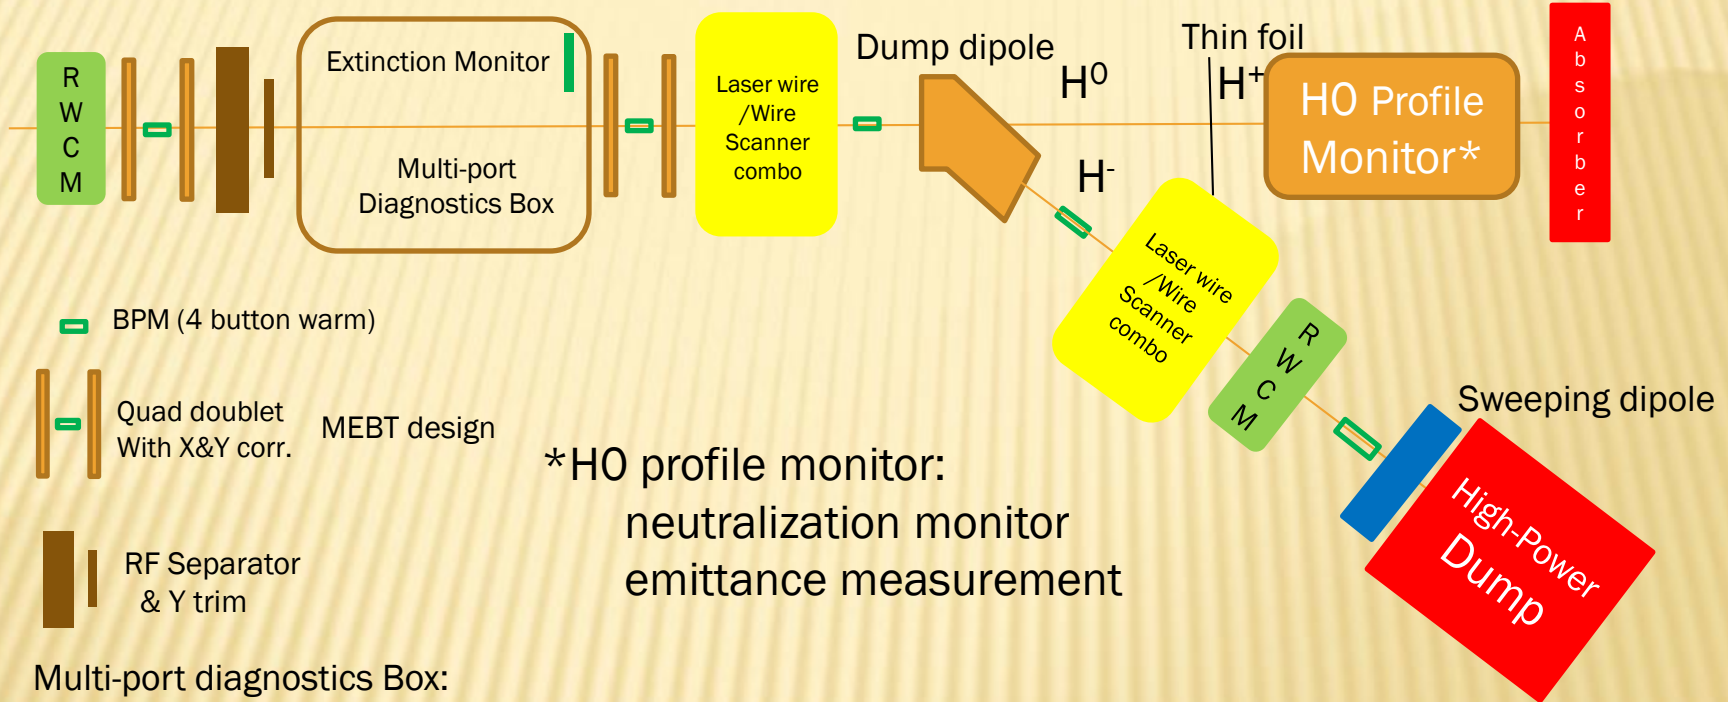 R
W
C
M
Extinction Monitor
Multi-port
Diagnostics Box
Laser wire
/Wire
Scanner
combo
Dump dipole
H⁰
H⁻
Thin foil
H⁺
H0 Profile
Monitor*
A
b
s
o
r
b
e
r
Laser wire
/Wire
Scanner
combo
R
W
C
M
Sweeping dipole
High-Power
Dump
BPM (4 button warm)
Quad doublet
With X&Y corr.
MEBT design
RF Separator
& Y trim
*H0 profile monitor:
neutralization monitor
emittance measurement
Multi-port diagnostics Box: